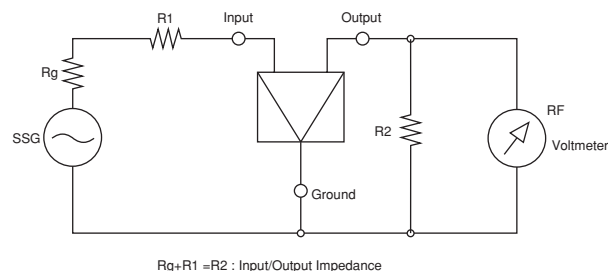 R1
Input
Output
Rg
SSG
R2
RF
Voltmeter
Ground
Rg+R1 =R2 : Input/Output Impedance